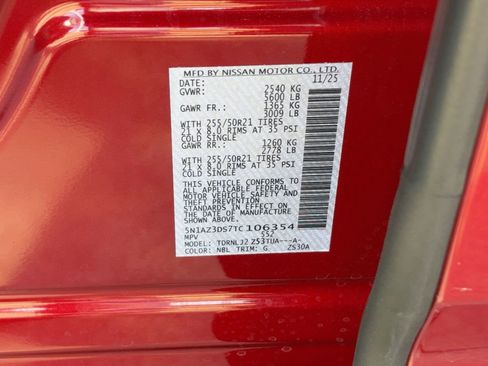 MFD BY NISSAN MOTOR CO., LTD.
DATE: 11/25
GVWR: 2540 KG
5600 LB
GAWR FR.: 1365 KG
3009 LB
WITH 255/50R21 TIRES
21 x 8.0 RIMS AT 35 PSI
COLD SINGLE
GAWR RR.: 1260 KG
2778 LB
WITH 255/50R21 TIRES
21 x 8.0 RIMS AT 35 PSI
COLD SINGLE
THIS VEHICLE CONFORMS TO
ALL APPLICABLE FEDERAL
MOTOR VEHICLE SAFETY AND
THEFT PREVENTION
STANDARDS IN EFFECT ON
THE DATE OF MANUFACTURE
5N1AZ3DS7TC106354
MPV 552
MODEL: TDRNLJZZ53TUA---A-
COLOR: NBL TRIM: G ZS30A